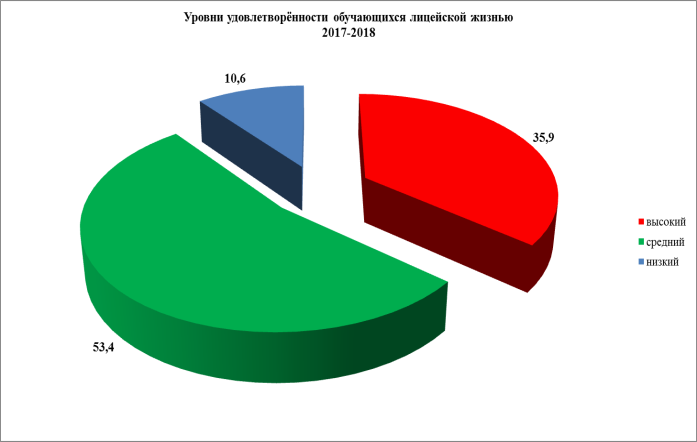 Уровни удовлетворённости обучающихся лицейской жизнью
2017-2018
10,6
35,9
высокий
средний
низкий
53,4